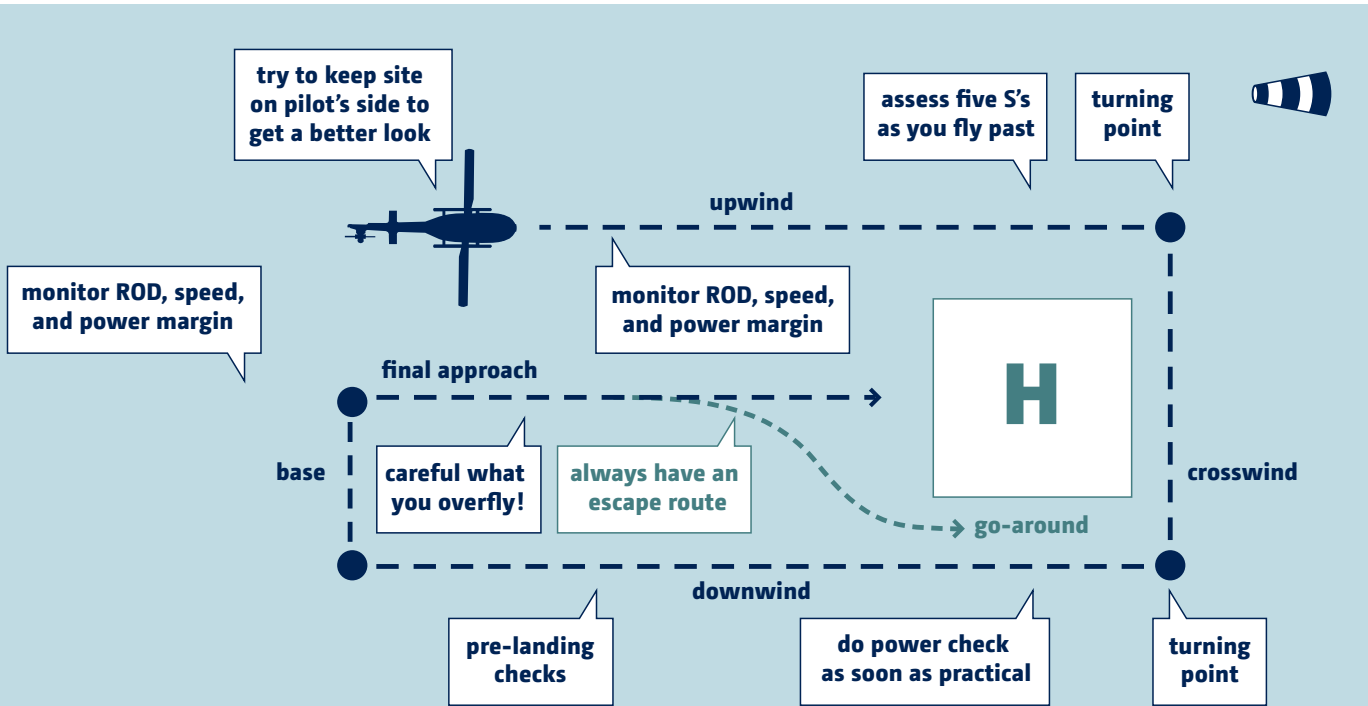 try to keep site
on pilot’s side to
get a better look
assess five S’s
as you fly past
turning
point
upwind
monitor ROD, speed,
and power margin
monitor ROD, speed,
and power margin
final approach
H
base
careful what
you overfly!
always have an
escape route
crosswind
go-around
downwind
pre-landing
checks
do power check
as soon as practical
turning
point